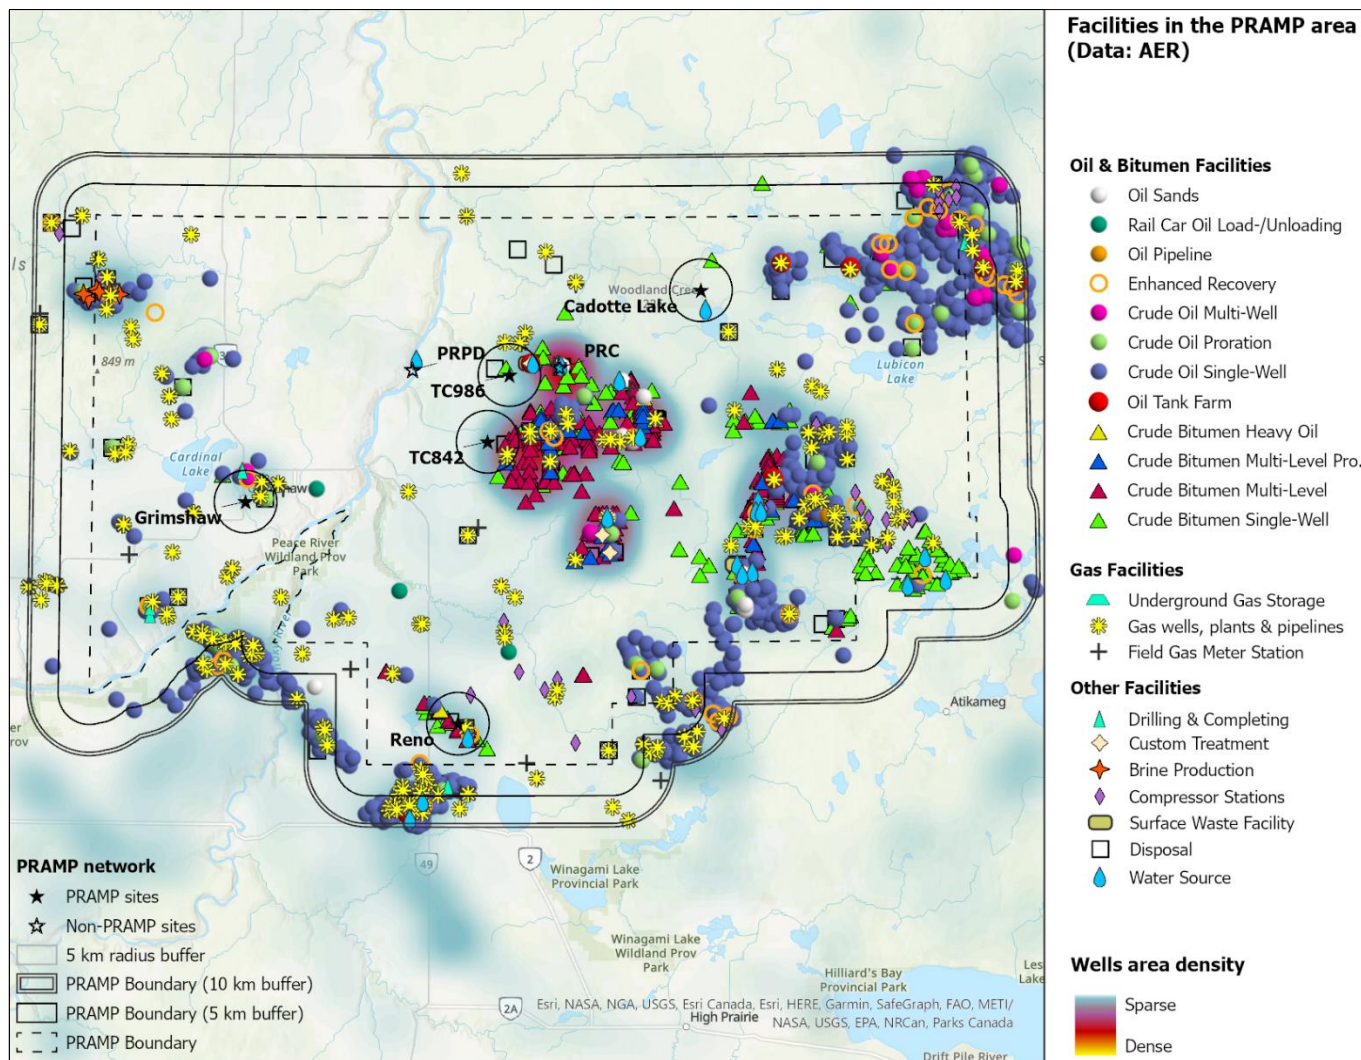 Facilities in the PRAMP area
(Data: AER)
Oil & Bitumen Facilities
Oil Sands
Rail Car Oil Load-/Unloading
Oil Pipeline
Enhanced Recovery
Crude Oil Multi-Well
Crude Oil Proration
Crude Oil Single-Well
Oil Tank Farm
Crude Bitumen Heavy Oil
Crude Bitumen Multi-Level Pro.
Crude Bitumen Multi-Level
Crude Bitumen Single-Well
Gas Facilities
Underground Gas Storage
Gas wells, plants & pipelines
Field Gas Meter Station
Other Facilities
Drilling & Completing
Custom Treatment
Brine Production
Compressor Stations
Surface Waste Facility
Disposal
Water Source
Wells area density
Sparse
Dense
ls
Woodland Cree
Cadotte Lake
849 m
PRPD
PRC
TC986
Lubicon
Lake
TC842
Cardinal
Lake
Grimshaw
Peace River
Wildland Prov
Park
Reno
Atikameg
er
rov
49
2
Winagami Lake
Provincial Park
Winagami Lake
Wildland Prov
Park
Hilliard's Bay
Provincial Park
Les
Lake
2A
High Prairie
Drift Pile River
Esri, NASA, NGA, USGS, Esri Canada, Esri, HERE, Garmin, SafeGraph, FAO, METI/
NASA, USGS, EPA, NRCan, Parks Canada
PRAMP network
PRAMP sites
Non-PRAMP sites
5 km radius buffer
PRAMP Boundary (10 km buffer)
PRAMP Boundary (5 km buffer)
PRAMP Boundary